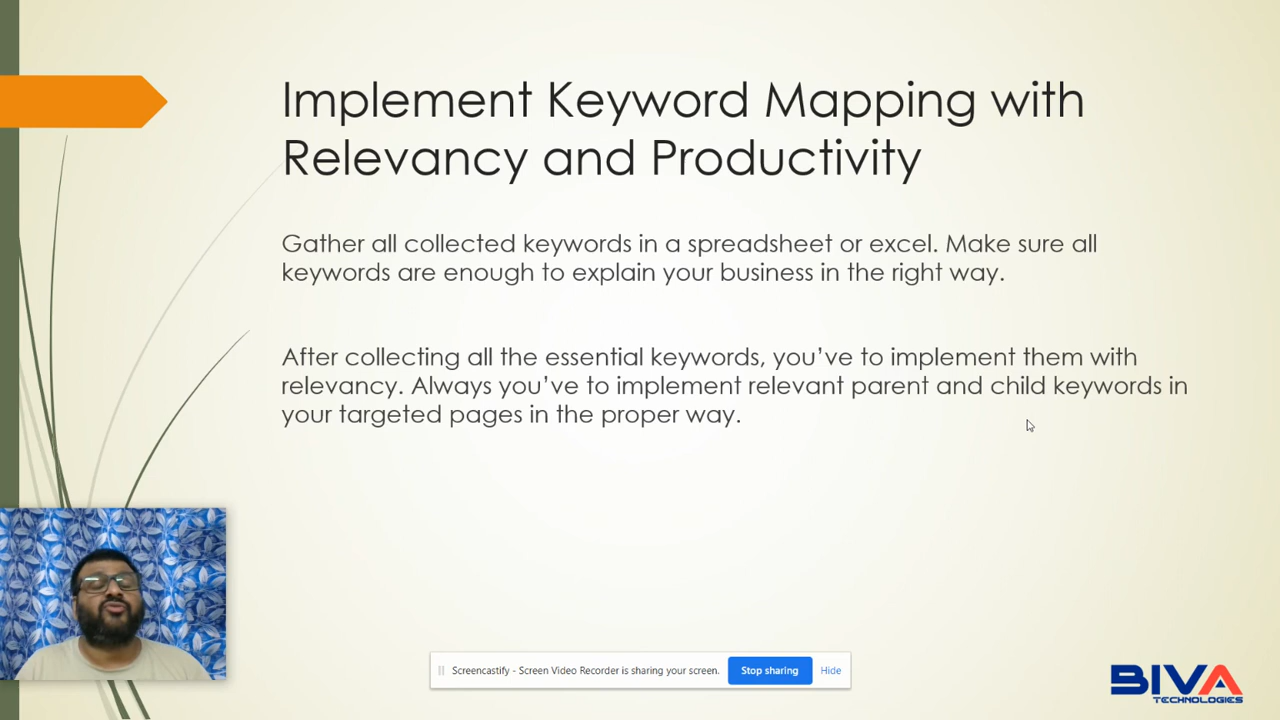 Implement Keyword Mapping with
Relevancy and Productivity
Gather all collected keywords in a spreadsheet or excel. Make sure all
keywords are enough to explain your business in the right way.
After collecting all the essential keywords, you’ve to implement them with
relevancy. Always you’ve to implement relevant parent and child keywords in
your targeted pages in the proper way.
Screencastify - Screen Video Recorder is sharing your screen. Stop sharing Hide
BIVA
TECHNOLOGIES